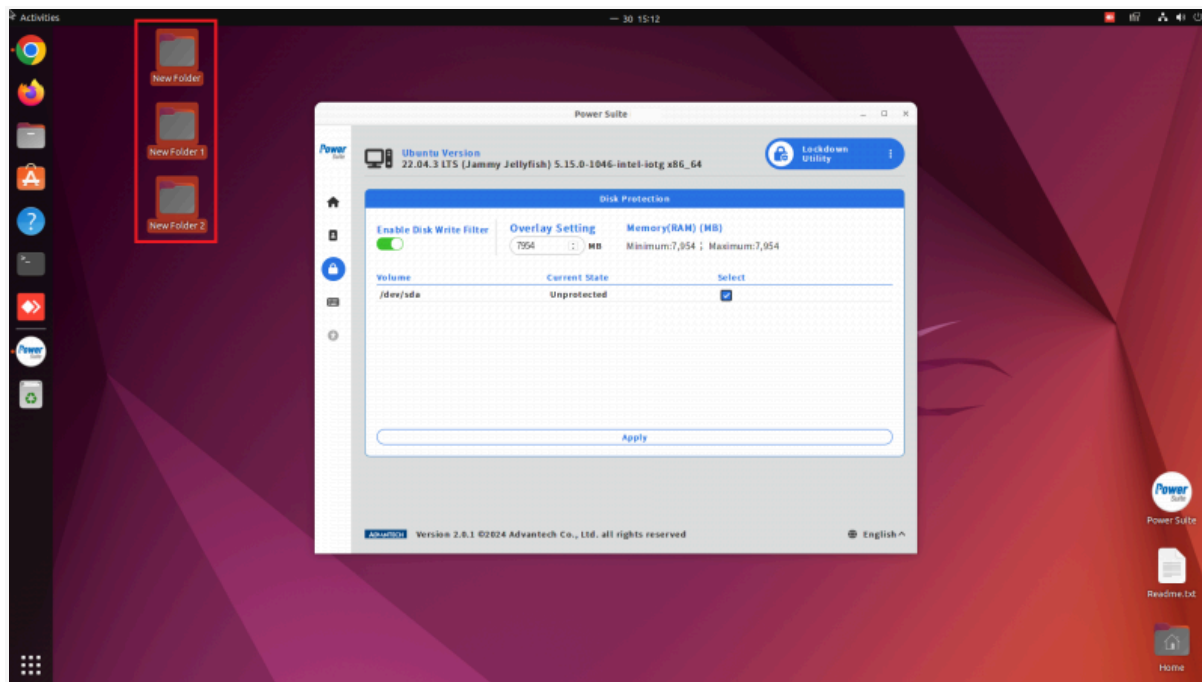 Activities
一 30 15:12
New Folder
New Folder 1
New Folder 2
Power Suite
Power
Suite
Ubuntu Version
22.04.3 LTS (Jammy Jellyfish) 5.15.0-1046-intel-iotg x86_64
Lockdown
Utility
Disk Protection
Enable Disk Write Filter
Overlay Setting
7954
MB
Memory(RAM) (MB)
Minimum:7,954 ; Maximum:7,954
Volume Current State Select
/dev/sda Unprotected
Apply
ADVANTECH Version 2.0.1 ©2024 Advantech Co., Ltd. all rights reserved
English
Power
Suite
Power
Suite
Power Suite
Readme.txt
Home